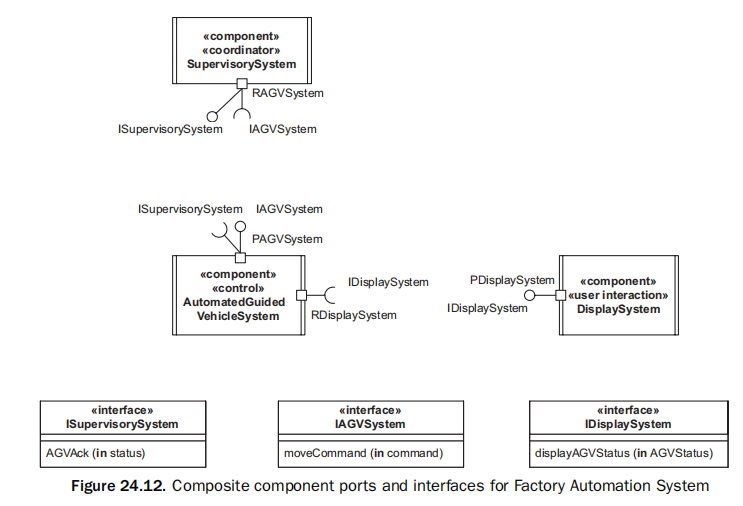 «component»
«coordinator»
SupervisorySystem
RAGVSystem
ISupervisorySystem
IAGVSystem
ISupervisorySystem
IAGVSystem
PAGVSystem
«component»
«control»
AutomatedGuided
VehicleSystem
IDisplaySystem
RDisplaySystem
PDisplaySystem
IDisplaySystem
«component»
«user interaction»
DisplaySystem
«interface»
ISupervisorySystem
AGVAck (in status)
«interface»
IAGVSystem
moveCommand (in command)
«interface»
IDisplaySystem
displayAGVStatus (in AGVStatus)
Figure 24.12. Composite component ports and interfaces for Factory Automation System